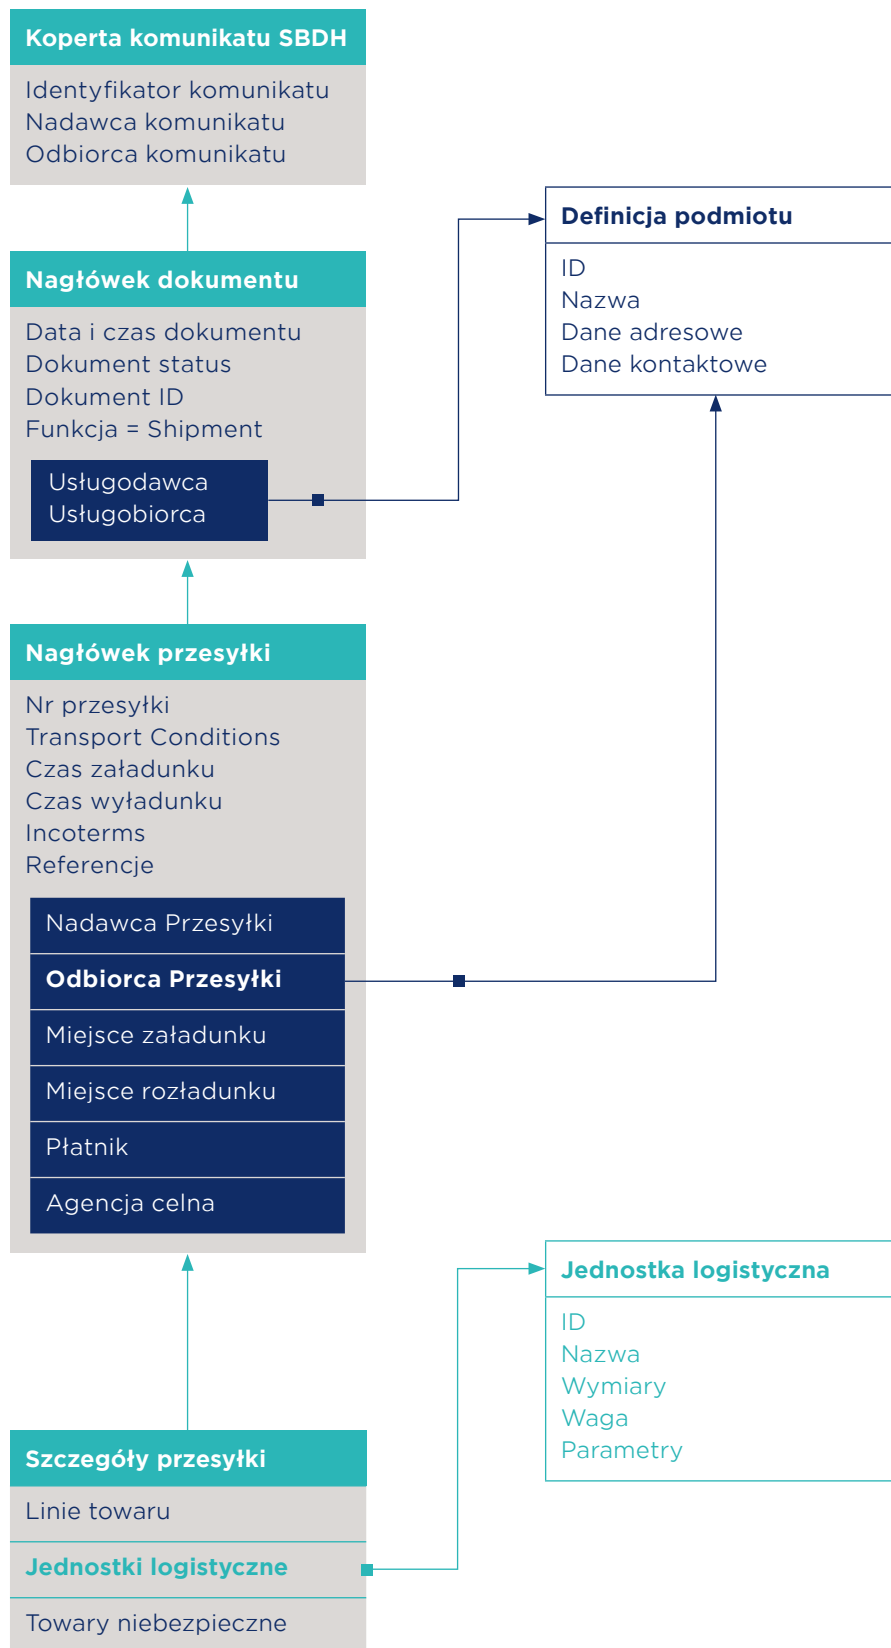 Koperta komunikatu SBDH
Identyfikator komunikatu
Nadawca komunikatu
Odbiorca komunikatu
Nagłówek dokumentu
Data i czas dokumentu
Dokument status
Dokument ID
Funkcja = Shipment
Usługodawca
Usługobiorca
Definicja podmiotu
ID
Nazwa
Dane adresowe
Dane kontaktowe
Nagłówek przesyłki
Nr przesyłki
Transport Conditions
Czas załadunku
Czas wyładunku
Incoterms
Referencje
Nadawca Przesyłki
Odbiorca Przesyłki
Miejsce załadunku
Miejsce rozładunku
Płatnik
Agencja celna
Szczegóły przesyłki
Linie towaru
Jednostki logistyczne
Towary niebezpieczne
Jednostka logistyczna
ID
Nazwa
Wymiary
Waga
Parametry